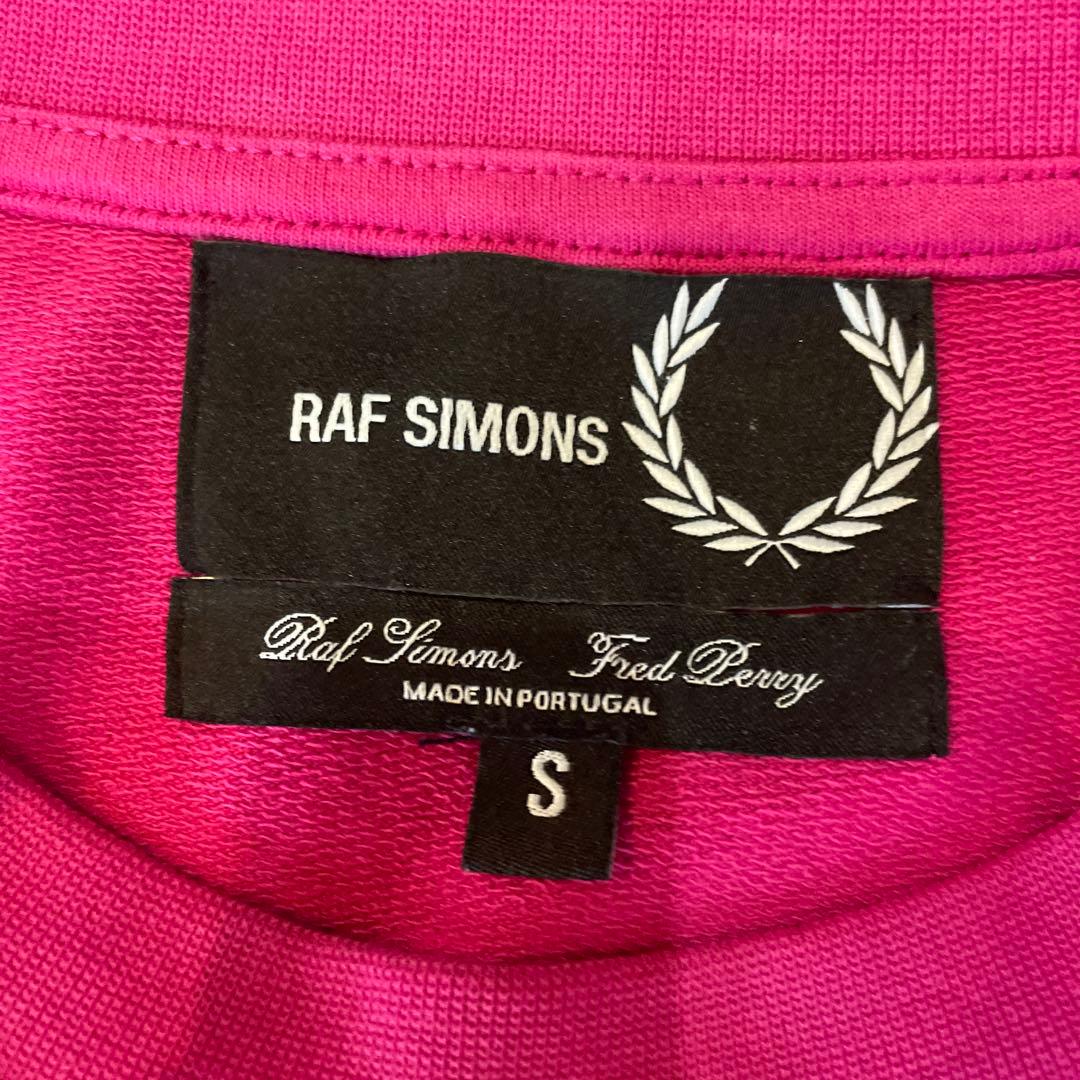 RAF SIMONS
Raf Simons Fred Perry
MADE IN PORTUGAL
S